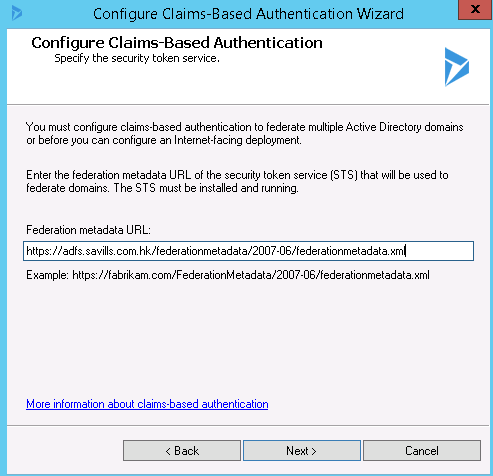 Configure Claims-Based Authentication Wizard
x
Configure Claims-Based Authentication
Specify the security token service.
You must configure claims-based authentication to federate multiple Active Directory domains
or before you can configure an Internet-facing deployment.
Enter the federation metadata URL of the security token service (STS) that will be used to
federate domains. The STS must be installed and running.
Federation metadata URL:
https://adfs.savills.com.hk/federationmetadata/2007-06/federationmetadata.xml
Example: https://fabrikam.com/FederationMetadata/2007-06/federationmetadata.xml
More information about claims-based authentication
< Back
Next >
Cancel